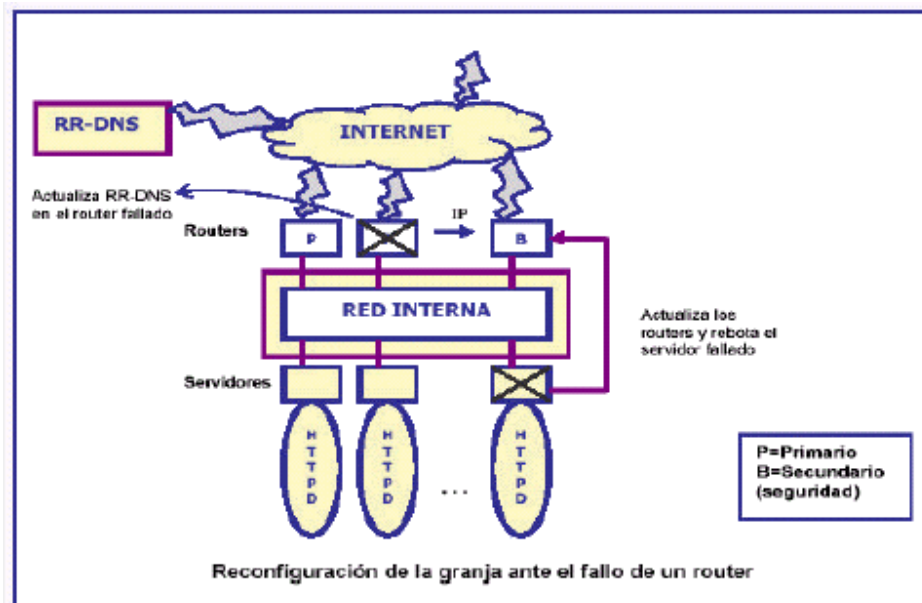 RR-DNS
INTERNET
Actualiza RR-DNS
en el router fallado
IP
Routers
P
B
RED INTERNA
Actualiza los
routers y rebota el
servidor fallado
Servidores
HTTPD
HTTPD
...
HTTPD
P=Primario
B=Secundario
(seguridad)
Reconfiguración de la granja ante el fallo de un router